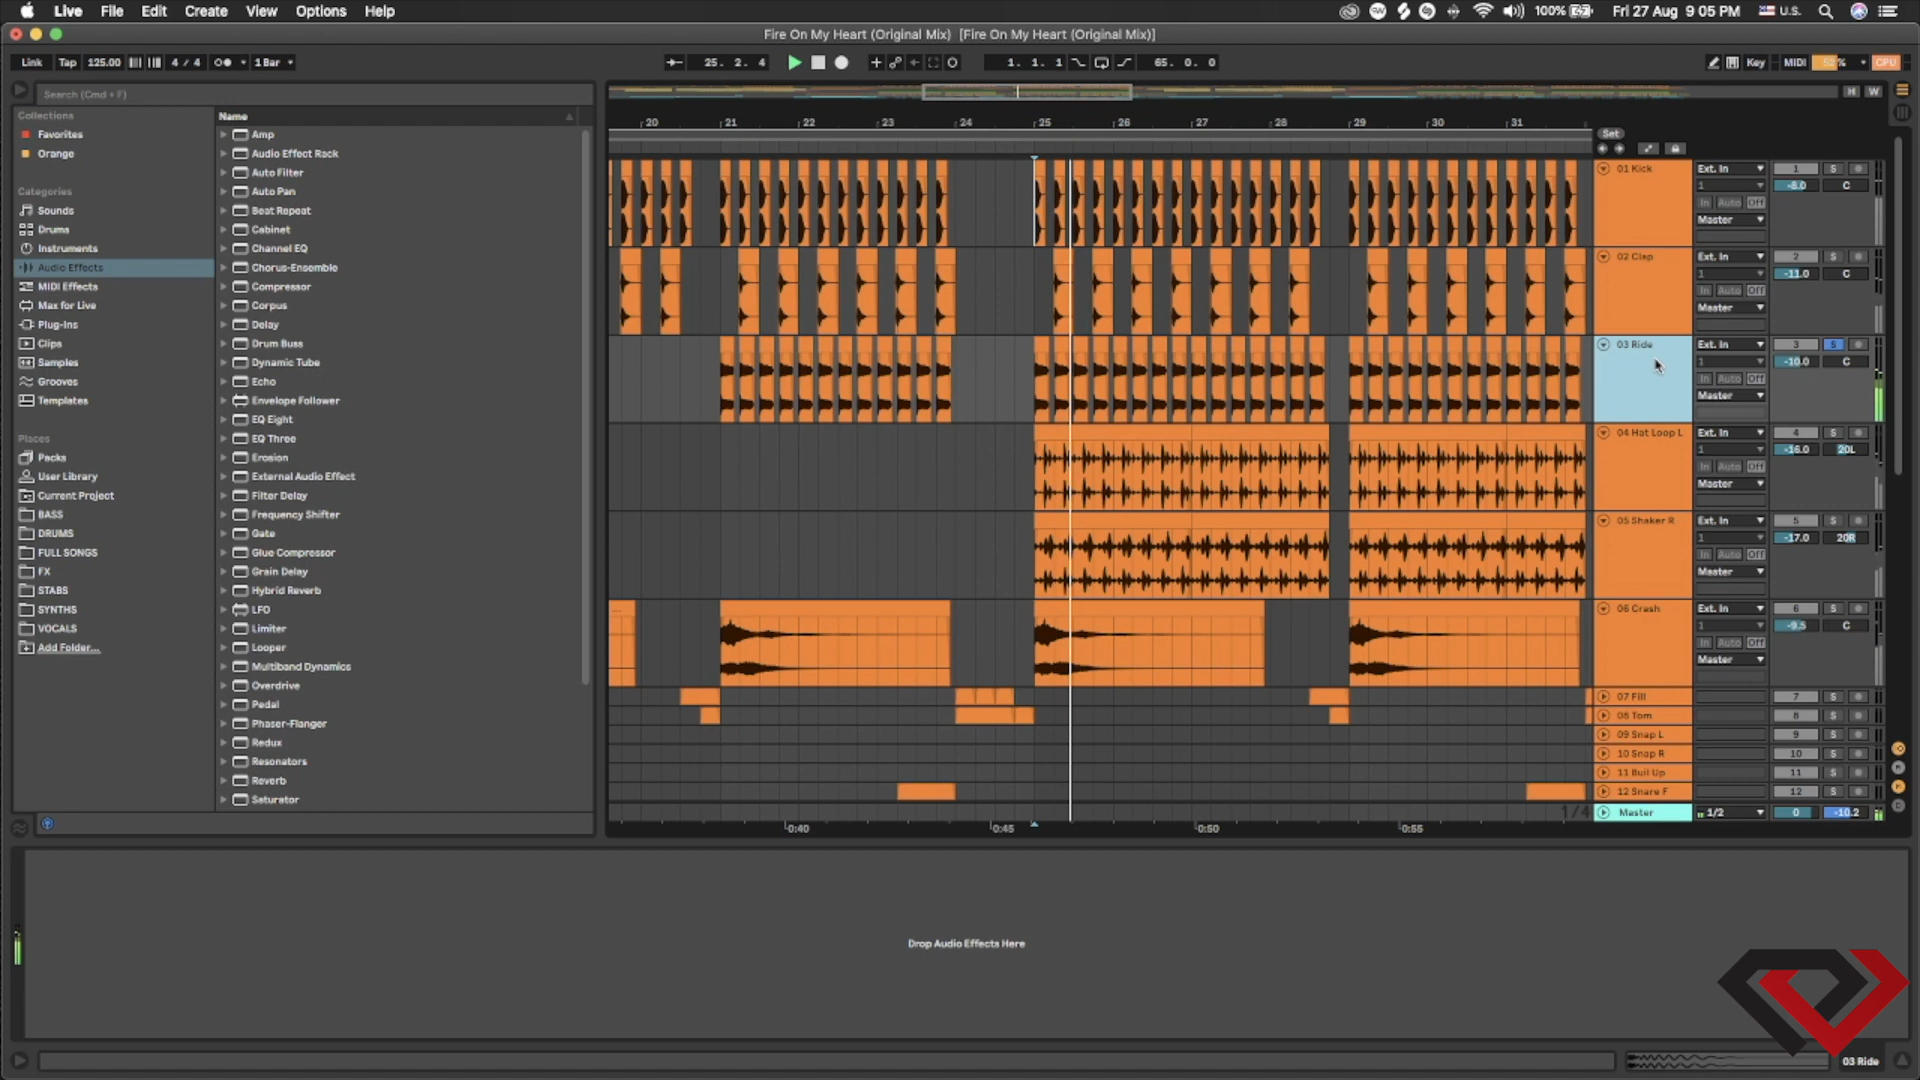 Live File Edit Create View Options Help
100% Fri 27 Aug 9 05 PM U.S.
Fire On My Heart (Original Mix) [Fire On My Heart (Original Mix)]
Link Tap 125.00 4 / 4 1 Bar 25. 2. 4 1. 1. 1 65. 0. 0 Key MIDI CPU
Search (Cmd + F)
H W
Collections
Favorites
Orange
Categories
Sounds
Drums
Instruments
Audio Effects
MIDI Effects
Max for Live
Plug-Ins
Clips
Samples
Grooves
Templates
Places
Packs
User Library
Current Project
BASS
DRUMS
FULL SONGS
FX
STABS
SYNTHS
VOCALS
Add Folder...
Name
Amp
Audio Effect Rack
Auto Filter
Auto Pan
Beat Repeat
Cabinet
Channel EQ
Chorus-Ensemble
Compressor
Corpus
Delay
Drum Buss
Dynamic Tube
Echo
Envelope Follower
EQ Eight
EQ Three
Erosion
External Audio Effect
Filter Delay
Frequency Shifter
Gate
Glue Compressor
Grain Delay
Hybrid Reverb
LFO
Limiter
Looper
Multiband Dynamics
Overdrive
Pedal
Phaser-Flanger
Redux
Resonators
Reverb
Saturator
20 21 22 23 24 25 26 27 28 29 30 31
Set
01 Kick Ext. In 1 S
1 -8.0 C
In Auto Off
Master
02 Clap Ext. In 2 S
1 -11.0 C
In Auto Off
Master
03 Ride Ext. In 3 S
1 -10.0 C
In Auto Off
Master
04 Hat Loop L Ext. In 4 S
1 -16.0 20L
In Auto Off
Master
05 Shaker R Ext. In 5 S
1 -17.0 20R
In Auto Off
Master
06 Crash Ext. In 6 S
1 -9.5 C
In Auto Off
Master
07 Fill 7 S
08 Tom 8 S
09 Snap L 9 S
10 Snap R 10 S
11 Buil Up 11 S
12 Snare F 12 S
1/4 Master 1/2 0 -10.2
0:40 0:45 0:50 0:55
Drop Audio Effects Here
03 Ride